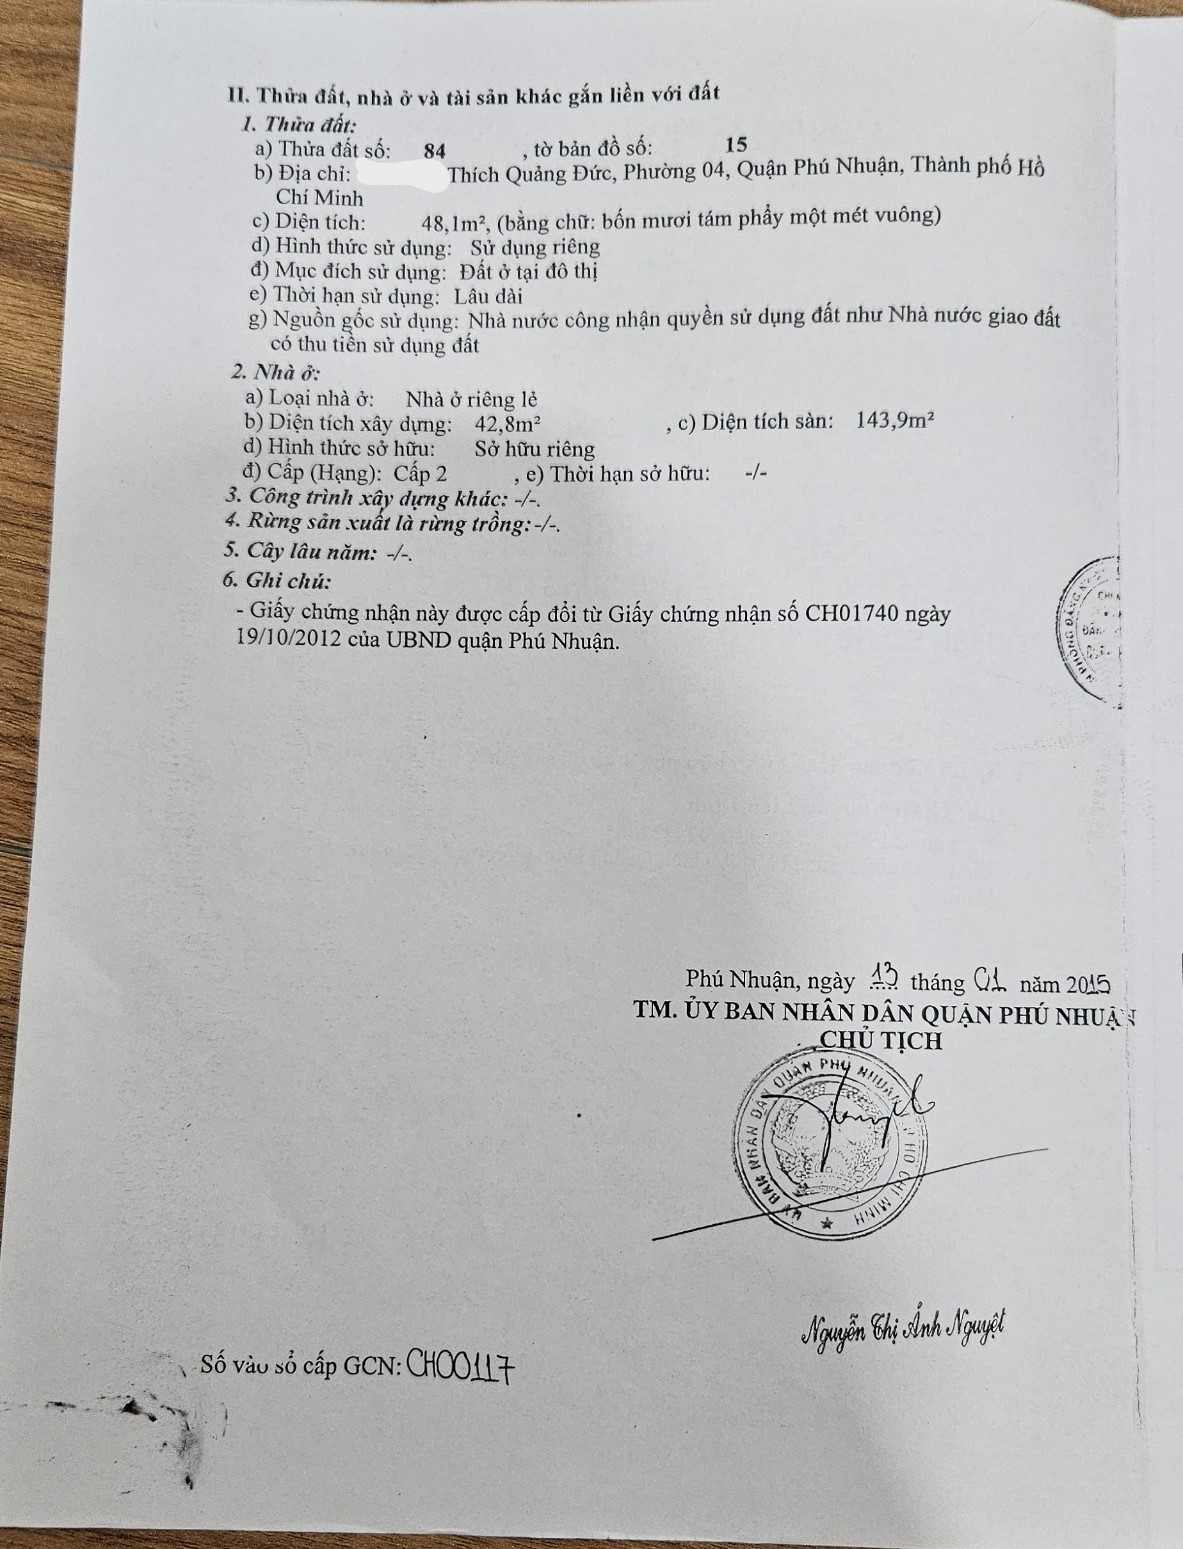 II. Thửa đất, nhà ở và tài sản khác gắn liền với đất
1. Thửa đất:
a) Thửa đất số: 84 , tờ bản đồ số: 15
b) Địa chỉ: Thích Quảng Đức, Phường 04, Quận Phú Nhuận, Thành phố Hồ
Chí Minh
c) Diện tích: 48,1m², (bằng chữ: bốn mươi tám phẩy một mét vuông)
d) Hình thức sử dụng: Sử dụng riêng
đ) Mục đích sử dụng: Đất ở tại đô thị
e) Thời hạn sử dụng: Lâu dài
g) Nguồn gốc sử dụng: Nhà nước công nhận quyền sử dụng đất như Nhà nước giao đất
có thu tiền sử dụng đất
2. Nhà ở:
a) Loại nhà ở: Nhà ở riêng lẻ
b) Diện tích xây dựng: 42,8m² , c) Diện tích sàn: 143,9m²
d) Hình thức sở hữu: Sở hữu riêng
đ) Cấp (Hạng): Cấp 2 , e) Thời hạn sở hữu: -/-
3. Công trình xây dựng khác: -/-.
4. Rừng sản xuất là rừng trồng: -/-.
5. Cây lâu năm: -/-.
6. Ghi chú:
- Giấy chứng nhận này được cấp đổi từ Giấy chứng nhận số CH01740 ngày
19/10/2012 của UBND quận Phú Nhuận.
Phú Nhuận, ngày 13 tháng 01 năm 2015
TM. ỦY BAN NHÂN DÂN QUẬN PHÚ NHUẬN
CHỦ TỊCH
ỦY BAN NHÂN DÂN QUẬN PHÚ NHUẬN T.P HỒ CHÍ MINH
Nguyễn Thị Ánh Nguyệt
Số vào sổ cấp GCN: CH00117